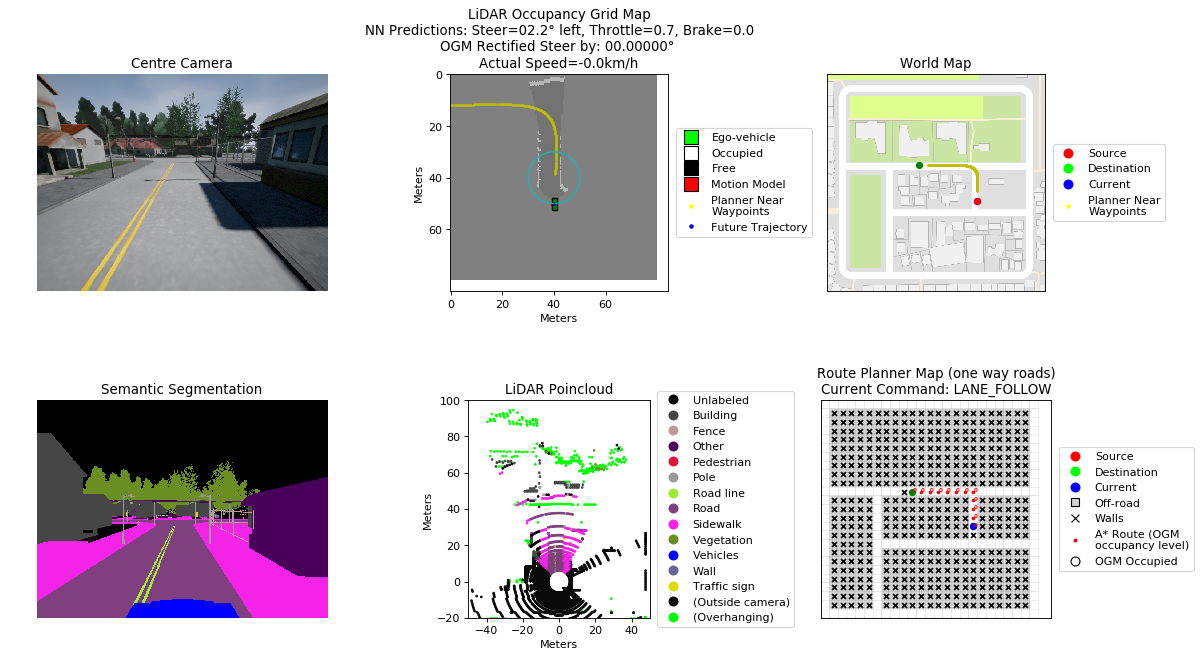 LiDAR Occupancy Grid Map
NN Predictions: Steer=02.2° left, Throttle=0.7, Brake=0.0
OGM Rectified Steer by: 00.00000°
Actual Speed=-0.0km/h
Centre Camera
World Map
0
20
40
60
Meters
0
20
40
60
Meters
Ego-vehicle
Occupied
Free
Motion Model
Planner Near
Waypoints
Future Trajectory
Source
Destination
Current
Planner Near
Waypoints
Semantic Segmentation
LiDAR Poincloud
Route Planner Map (one way roads)
Current Command: LANE_FOLLOW
100
80
60
40
20
0
−20
Meters
−40
−20
0
20
40
Meters
Unlabeled
Building
Fence
Other
Pedestrian
Pole
Road line
Road
Sidewalk
Vegetation
Vehicles
Wall
Traffic sign
(Outside camera)
(Overhanging)
Source
Destination
Current
Off-road
Walls
A* Route (OGM
occupancy level)
OGM Occupied